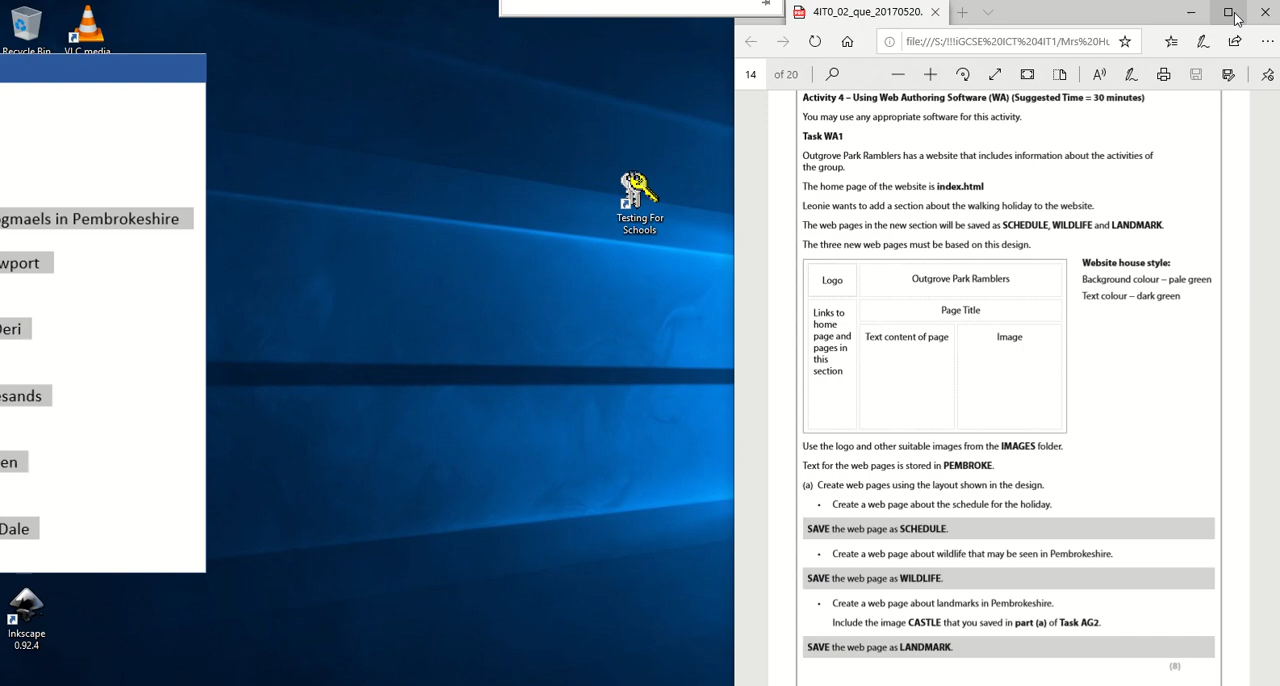 Recycle Bin
VLC media
ogmaels in Pembrokeshire
wport
Deri
esands
en
Dale
Inkscape
0.92.4
Testing For
Schools
4IT0_02_que_20170520.
file:///S:/!!!iGCSE%20ICT%204IT1/Mrs%20Hu
14 of 20
Activity 4 – Using Web Authoring Software (WA) (Suggested Time = 30 minutes)
You may use any appropriate software for this activity.
Task WA1
Outgrove Park Ramblers has a website that includes information about the activities of
the group.
The home page of the website is index.html
Leonie wants to add a section about the walking holiday to the website.
The web pages in the new section will be saved as SCHEDULE, WILDLIFE and LANDMARK.
The three new web pages must be based on this design.
Logo
Outgrove Park Ramblers
Page Title
Links to
home
page and
pages in
this
section
Text content of page
Image
Website house style:
Background colour – pale green
Text colour – dark green
Use the logo and other suitable images from the IMAGES folder.
Text for the web pages is stored in PEMBROKE.
(a) Create web pages using the layout shown in the design.
• Create a web page about the schedule for the holiday.
SAVE the web page as SCHEDULE.
• Create a web page about wildlife that may be seen in Pembrokeshire.
SAVE the web page as WILDLIFE.
• Create a web page about landmarks in Pembrokeshire.
Include the image CASTLE that you saved in part (a) of Task AG2.
SAVE the web page as LANDMARK.
(8)